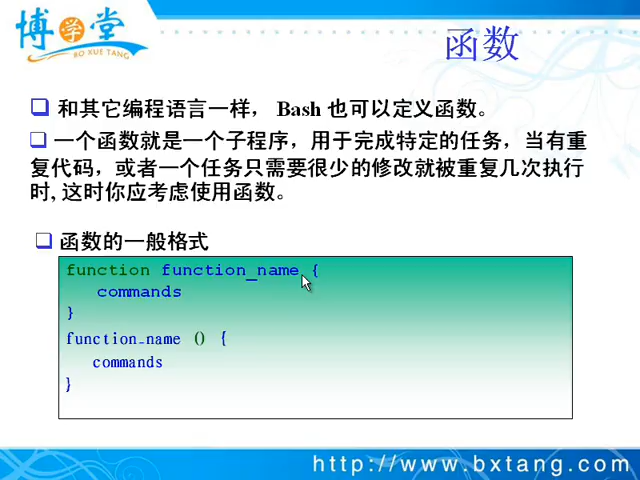 博学堂
BO XUE TANG
函数
和其它编程语言一样， Bash 也可以定义函数。
一个函数就是一个子程序，用于完成特定的任务，当有重
复代码，或者一个任务只需要很少的修改就被重复几次执行
时, 这时你应考虑使用函数。
函数的一般格式
function function_name {
commands
}
function_name () {
commands
}
http://www.bxtang.com